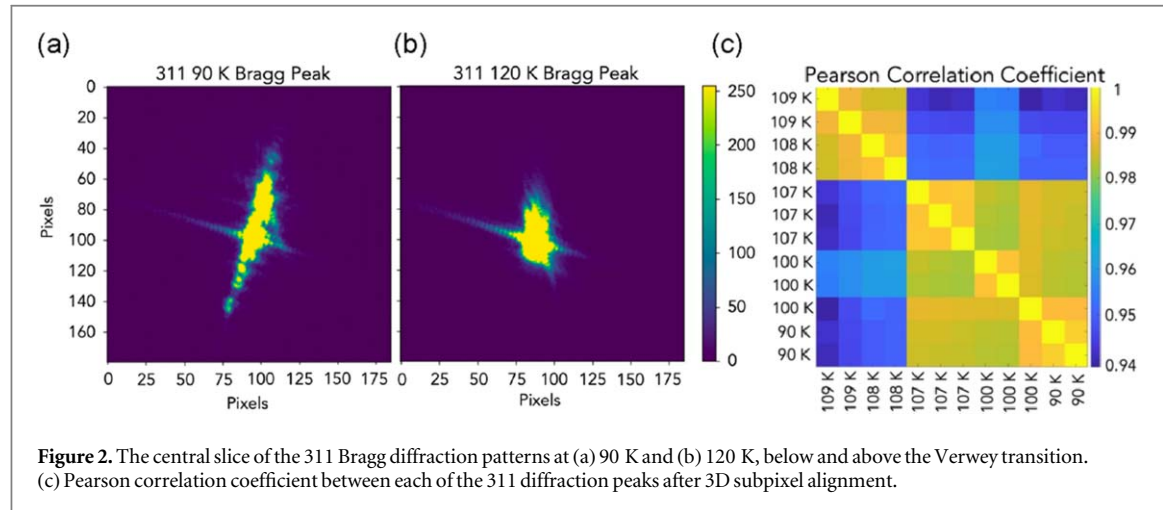 (a)
311 90 K Bragg Peak
0
20
40
60
80
100
120
140
160
Pixels
0 25 50 75 100 125 150 175
Pixels
(b)
311 120 K Bragg Peak
0 25 50 75 100 125 150 175
Pixels
250
200
150
100
50
0
(c)
Pearson Correlation Coefficient
109 K
109 K
108 K
108 K
107 K
107 K
107 K
100 K
100 K
100 K
90 K
90 K
109 K 109 K 108 K 108 K 107 K 107 K 107 K 100 K 100 K 100 K 90 K 90 K
1
0.99
0.98
0.97
0.96
0.95
0.94
Figure 2. The central slice of the 311 Bragg diffraction patterns at (a) 90 K and (b) 120 K, below and above the Verwey transition.
(c) Pearson correlation coefficient between each of the 311 diffraction peaks after 3D subpixel alignment.